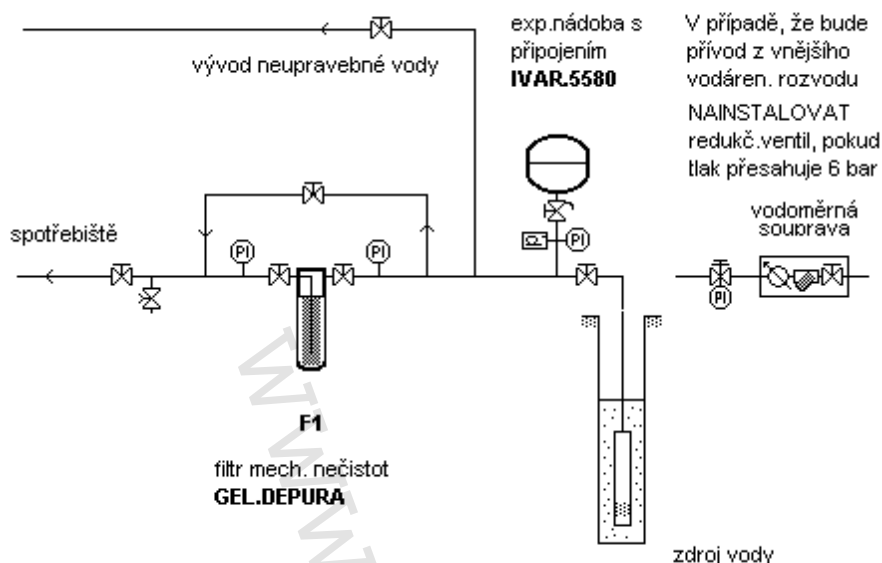 exp.nádoba s
připojením
IVAR.5580
V případě, že bude
přívod z vnějšího
vodáren. rozvodu
NAINSTALOVAT
redukč.ventil, pokud
tlak přesahuje 6 bar
vývod neupravebné vody
vodoměrná
souprava
spotřebiště
PI
PI
PI
PI
F1
filtr mech. nečistot
GEL.DEPURA
zdroj vody
www